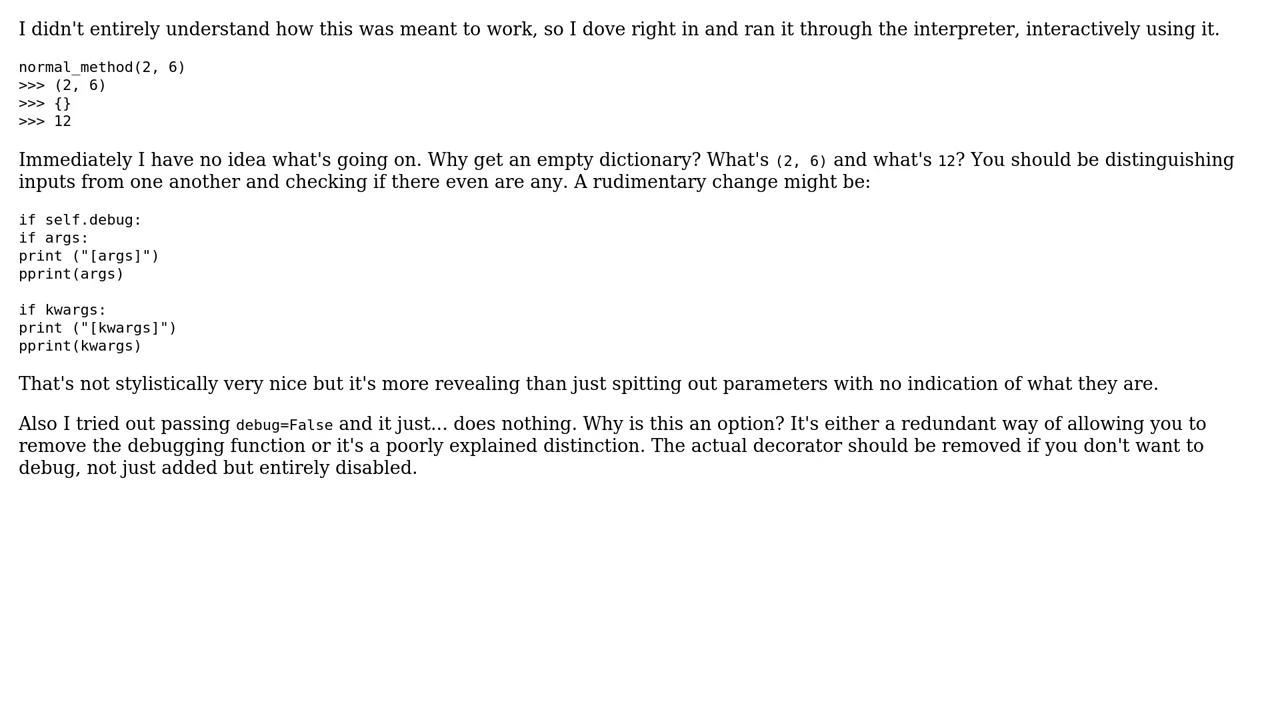 I didn't entirely understand how this was meant to work, so I dove right in and ran it through the interpreter, interactively using it.
normal_method(2, 6)
>>> (2, 6)
>>> {}
>>> 12
Immediately I have no idea what's going on. Why get an empty dictionary? What's (2, 6) and what's 12? You should be distinguishing
inputs from one another and checking if there even are any. A rudimentary change might be:
if self.debug:
if args:
print ("[args]")
pprint(args)
if kwargs:
print ("[kwargs]")
pprint(kwargs)
That's not stylistically very nice but it's more revealing than just spitting out parameters with no indication of what they are.
Also I tried out passing debug=False and it just... does nothing. Why is this an option? It's either a redundant way of allowing you to
remove the debugging function or it's a poorly explained distinction. The actual decorator should be removed if you don't want to
debug, not just added but entirely disabled.